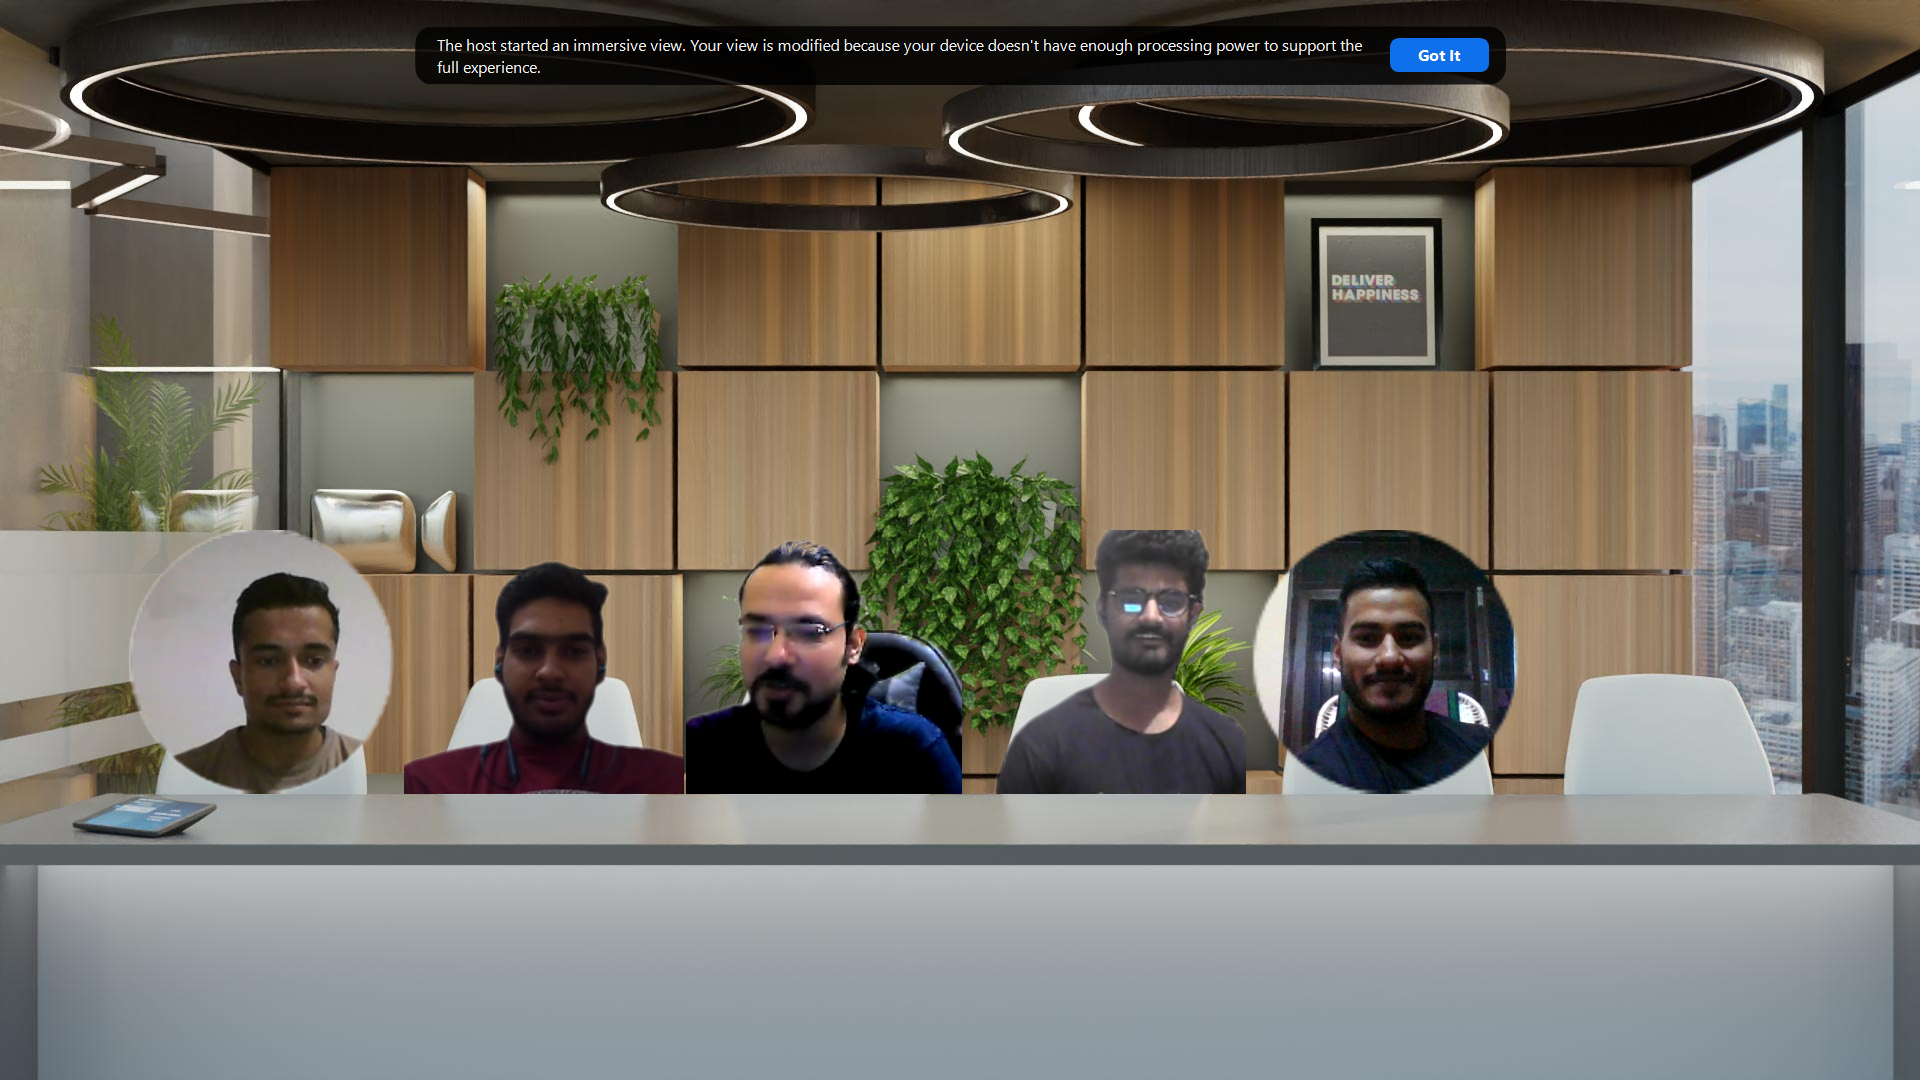 The host started an immersive view. Your view is modified because your device doesn't have enough processing power to support the
full experience.
Got It
DELIVER
HAPPINESS